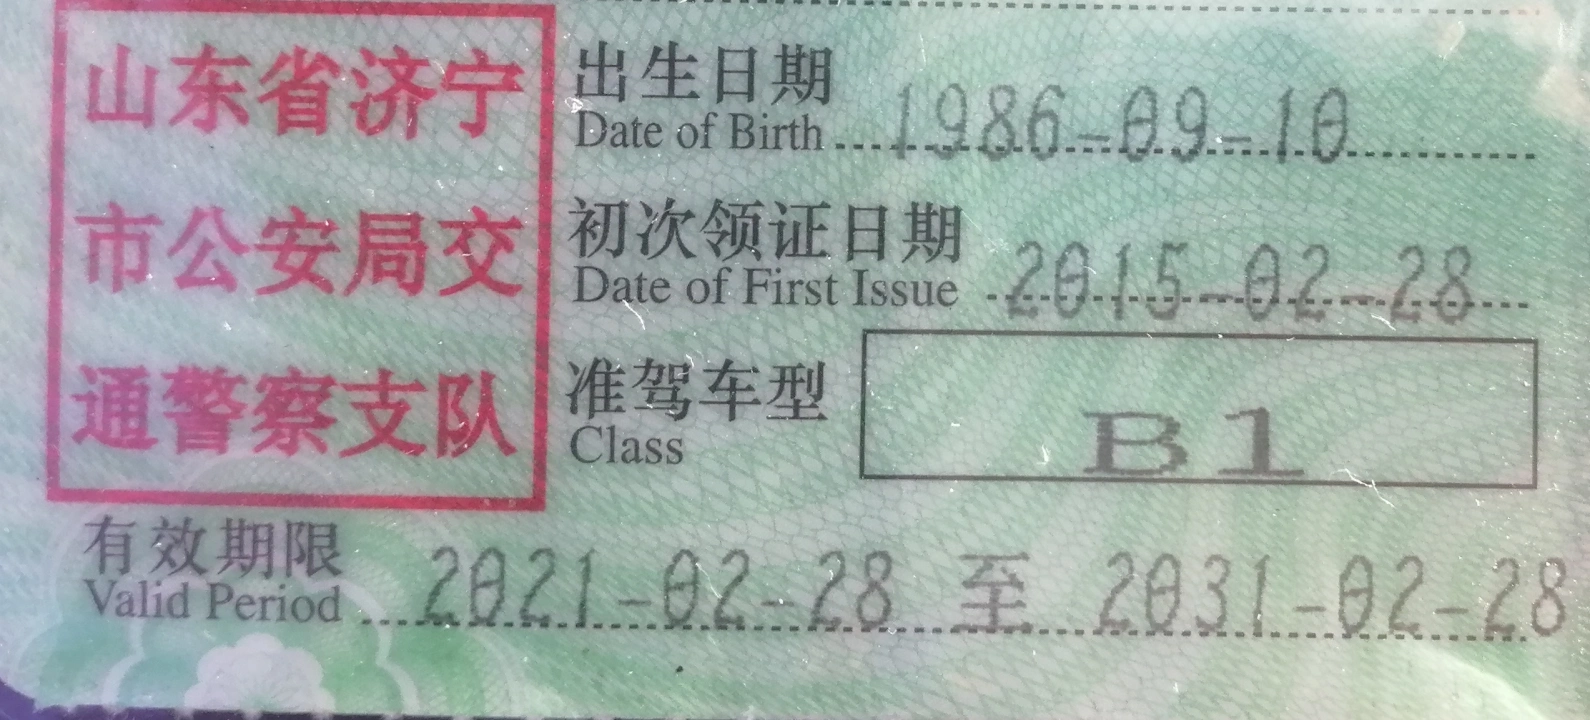 山东省济宁
市公安局交
通警察支队
出生日期
Date of Birth 1986-09-10
初次领证日期
Date of First Issue 2015-02-28
准驾车型
Class B1
有效期限
Valid Period 2021-02-28 至 2031-02-28